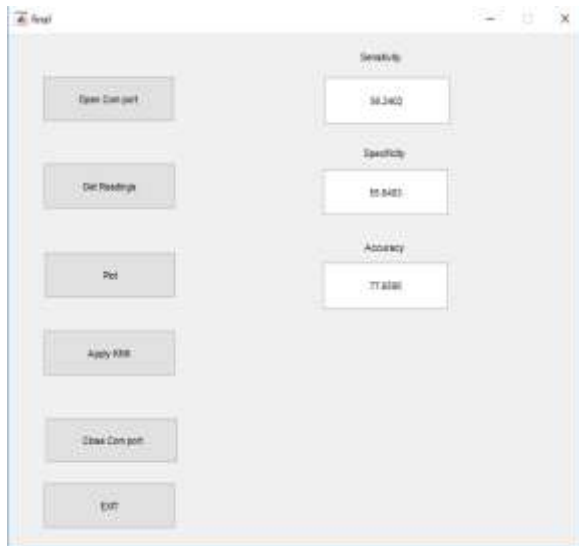 final
Sensitivity
Open Com port
Specificity
Get Readings
Accuracy
Plot
Apply KNN
Close Com port
EXIT